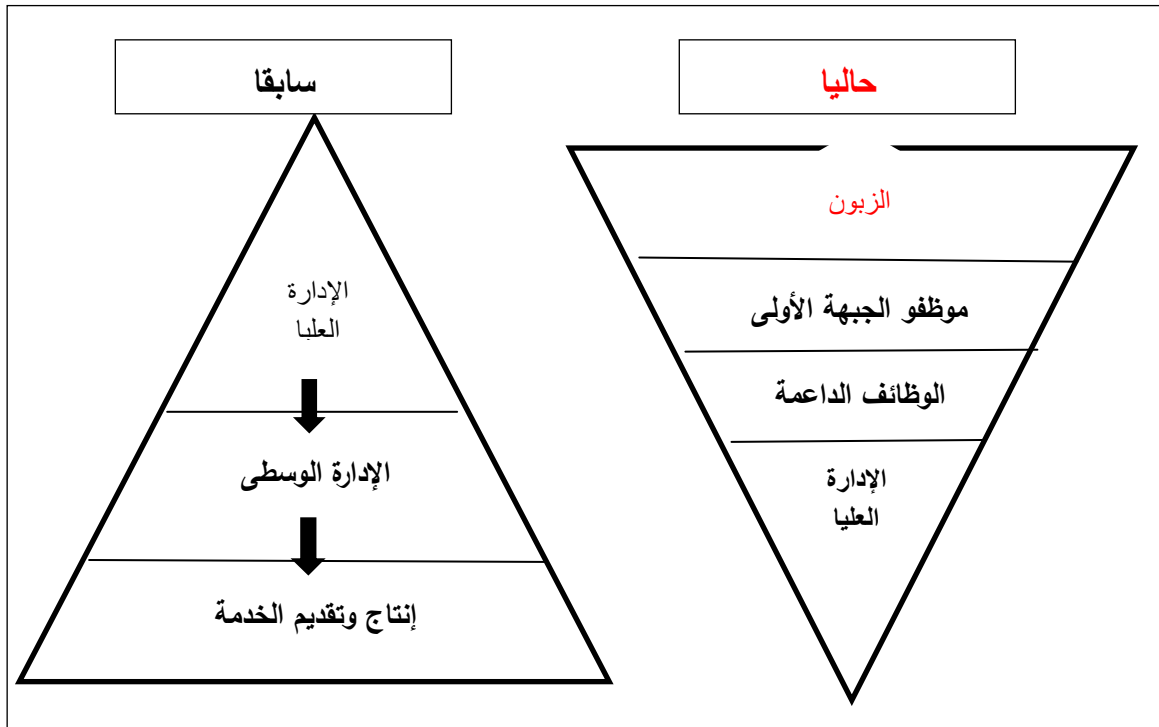 سابقا
حاليا
الإدارة
العليا
الإدارة الوسطى
إنتاج وتقديم الخدمة
الزبون
موظفو الجبهة الأولى
الوظائف الداعمة
الإدارة
العليا